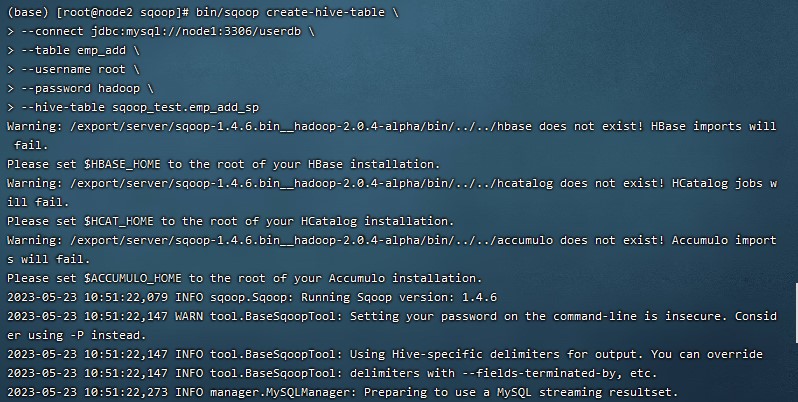 (base) [root@node2 sqoop]# bin/sqoop create-hive-table \
> --connect jdbc:mysql://node1:3306/userdb \
> --table emp_add \
> --username root \
> --password hadoop \
> --hive-table sqoop_test.emp_add_sp
Warning: /export/server/sqoop-1.4.6.bin__hadoop-2.0.4-alpha/bin/../../hbase does not exist! HBase imports will
 fail.
Please set $HBASE_HOME to the root of your HBase installation.
Warning: /export/server/sqoop-1.4.6.bin__hadoop-2.0.4-alpha/bin/../../hcatalog does not exist! HCatalog jobs w
ill fail.
Please set $HCAT_HOME to the root of your HCatalog installation.
Warning: /export/server/sqoop-1.4.6.bin__hadoop-2.0.4-alpha/bin/../../accumulo does not exist! Accumulo import
s will fail.
Please set $ACCUMULO_HOME to the root of your Accumulo installation.
2023-05-23 10:51:22,079 INFO sqoop.Sqoop: Running Sqoop version: 1.4.6
2023-05-23 10:51:22,147 WARN tool.BaseSqoopTool: Setting your password on the command-line is insecure. Consid
er using -P instead.
2023-05-23 10:51:22,147 INFO tool.BaseSqoopTool: Using Hive-specific delimiters for output. You can override
2023-05-23 10:51:22,147 INFO tool.BaseSqoopTool: delimiters with --fields-terminated-by, etc.
2023-05-23 10:51:22,273 INFO manager.MySQLManager: Preparing to use a MySQL streaming resultset.